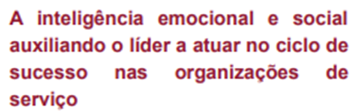 A inteligência emocional e social
auxiliando o líder a atuar no ciclo de
sucesso nas organizações de
serviço